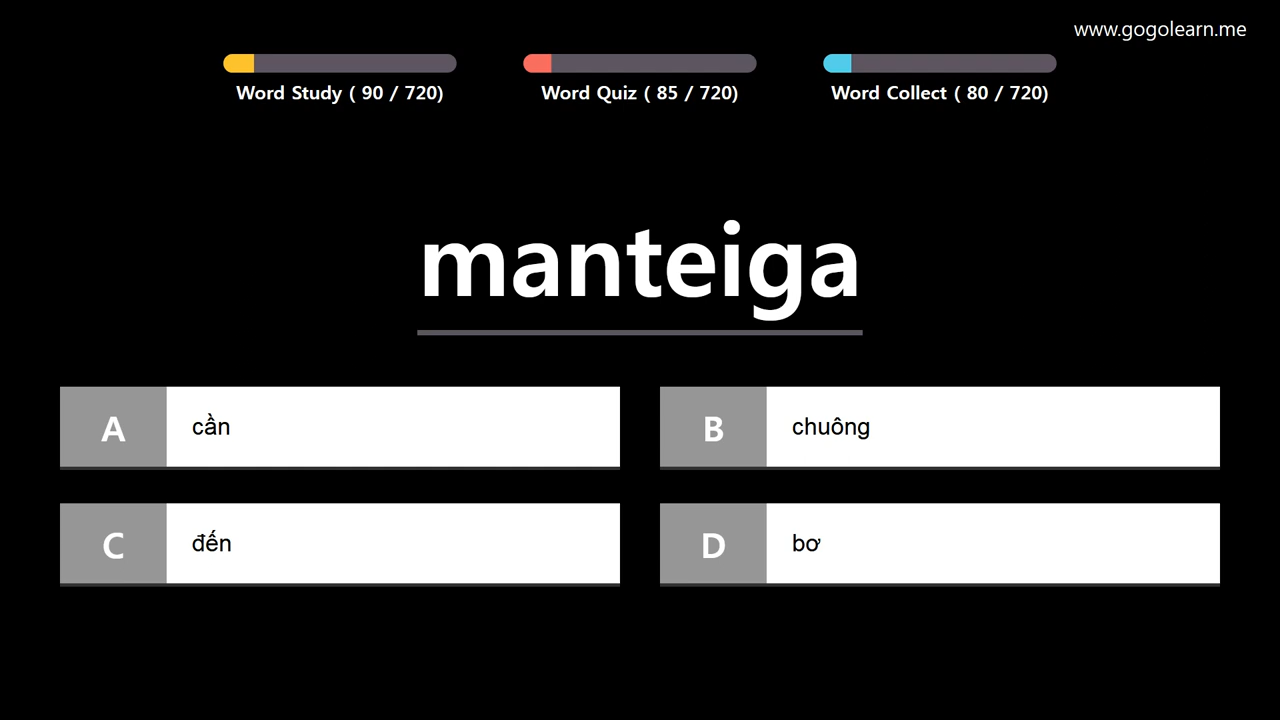 www.gogolearn.me
Word Study ( 90 / 720)
Word Quiz ( 85 / 720)
Word Collect ( 80 / 720)
manteiga
A cần
B chuông
C đến
D bơ